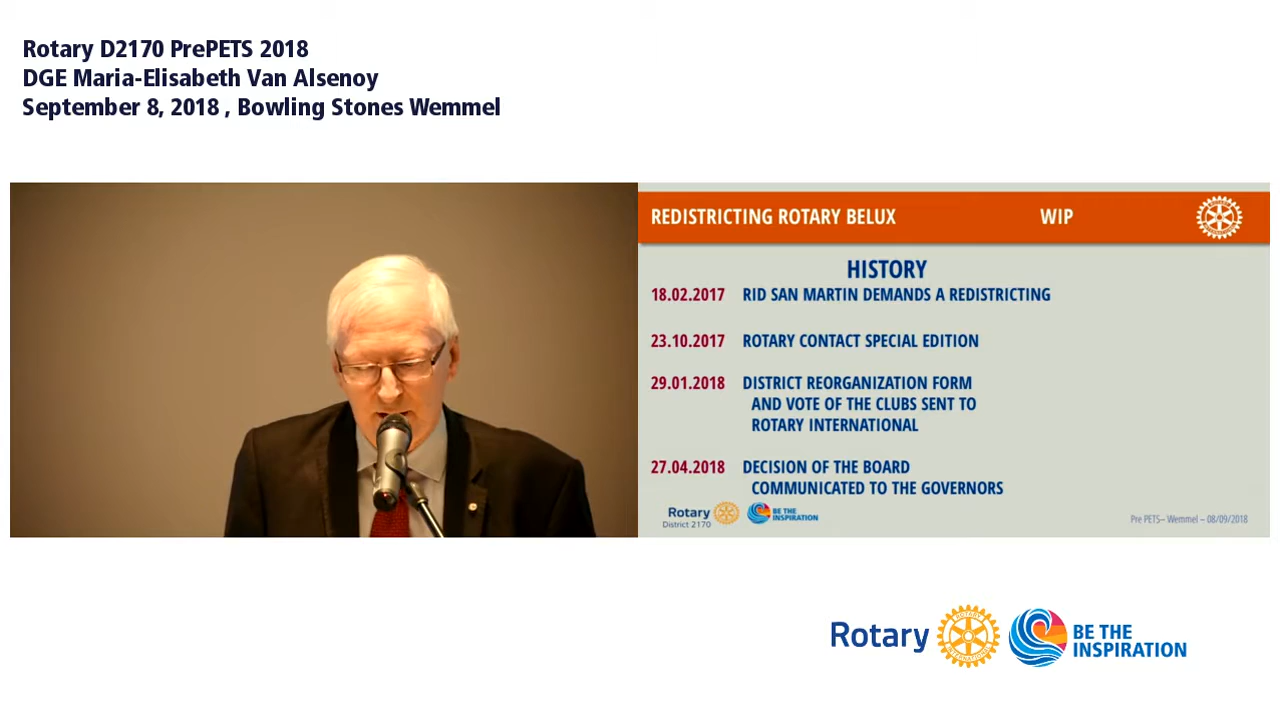 Rotary D2170 PrePETS 2018
DGE Maria-Elisabeth Van Alsenoy
September 8, 2018 , Bowling Stones Wemmel
REDISTRICTING ROTARY BELUX WIP
HISTORY
18.02.2017 RID SAN MARTIN DEMANDS A REDISTRICTING
23.10.2017 ROTARY CONTACT SPECIAL EDITION
29.01.2018 DISTRICT REORGANIZATION FORM
AND VOTE OF THE CLUBS SENT TO
ROTARY INTERNATIONAL
27.04.2018 DECISION OF THE BOARD
COMMUNICATED TO THE GOVERNORS
Rotary
District 2170
BE THE
INSPIRATION
Pre PETS– Wemmel – 08/09/2018
Rotary
ROTARY
INTERNATIONAL
BE THE
INSPIRATION